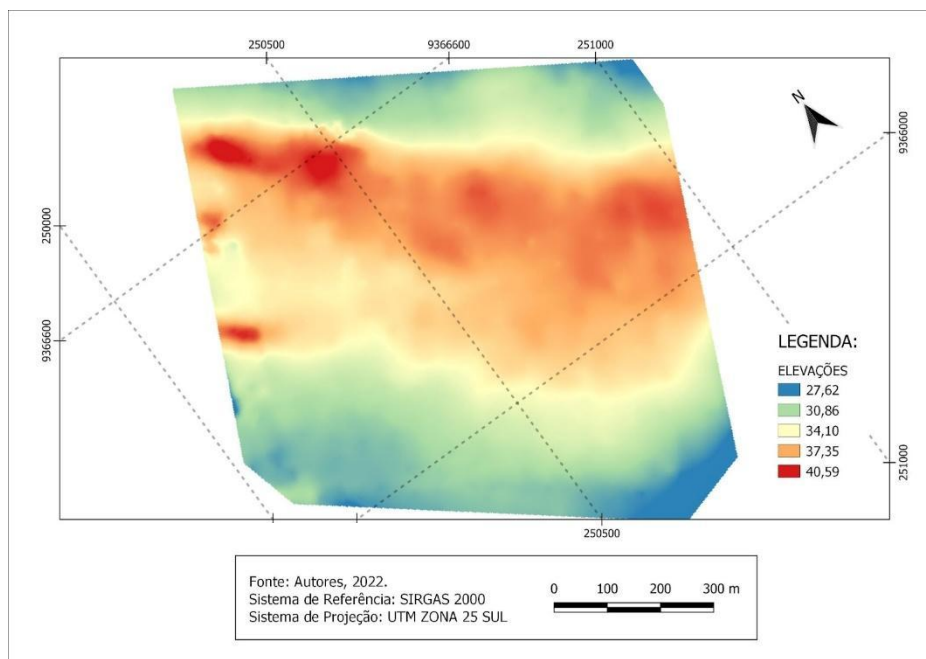 250500
9366600
251000
N
9366000
250000
9366600
LEGENDA:
ELEVAÇÕES
27,62
30,86
34,10
37,35
40,59
251000
250500
Fonte: Autores, 2022.
Sistema de Referência: SIRGAS 2000
Sistema de Projeção: UTM ZONA 25 SUL
0 100 200 300 m